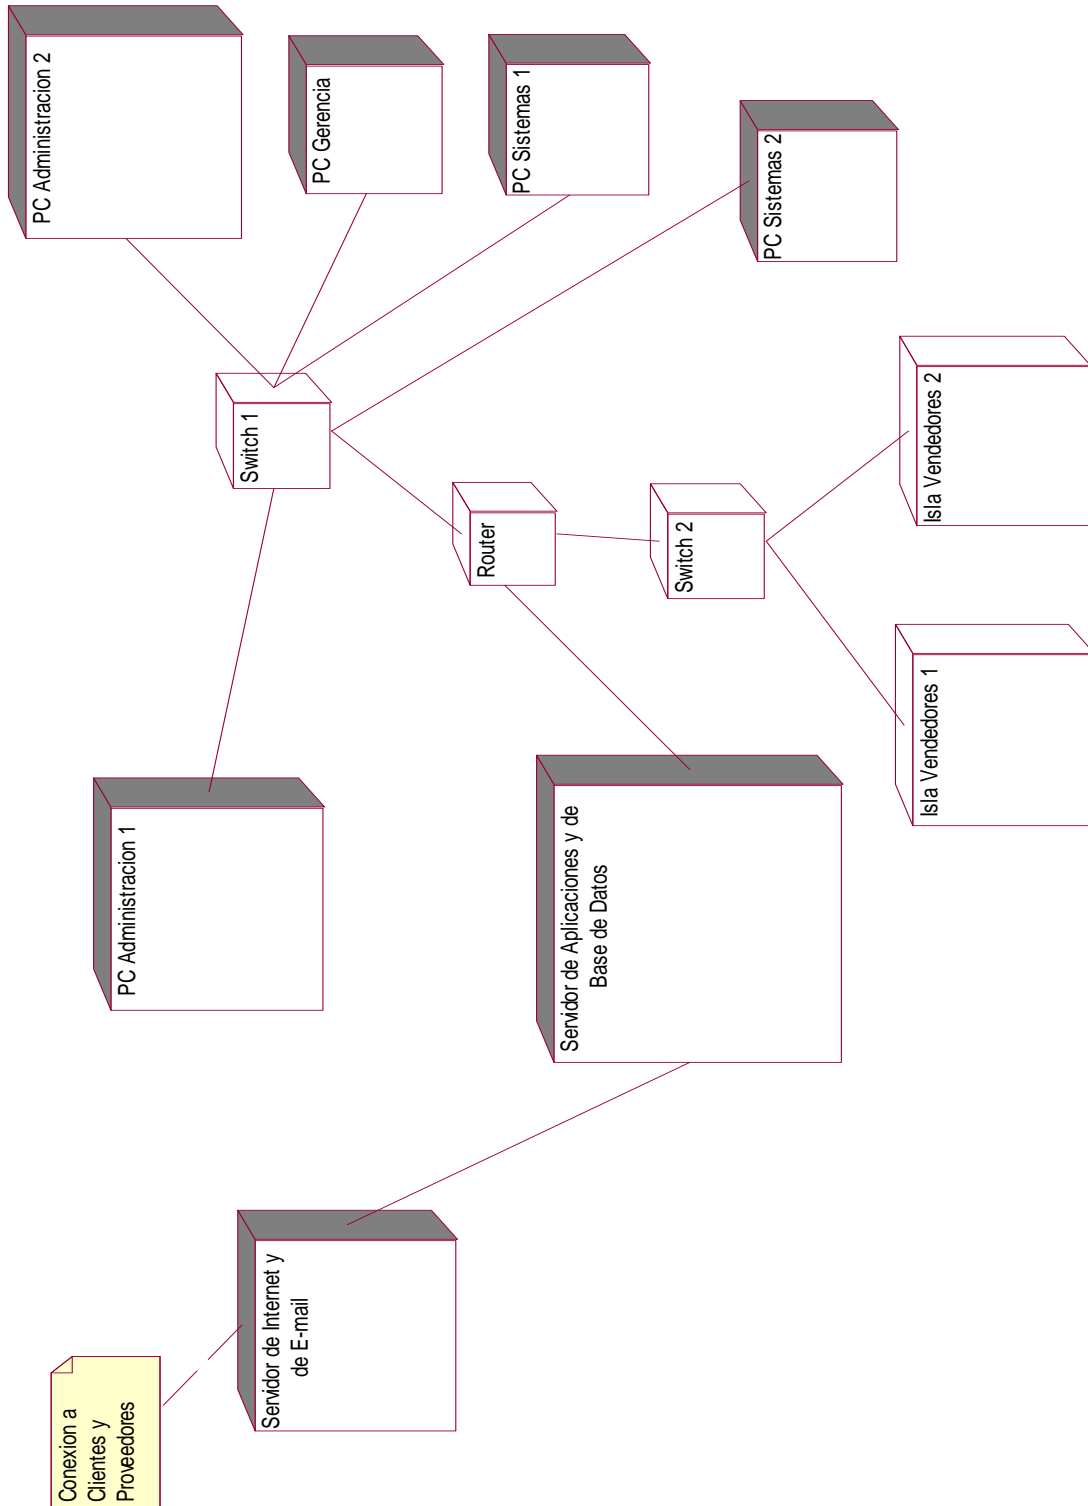 Conexion a
Clientes y
Proveedores
Servidor de Internet y
de E-mail
PC Administracion 1
Servidor de Aplicaciones y de
Base de Datos
Switch 1
Router
Switch 2
Isla Vendedores 1
Isla Vendedores 2
PC Administracion 2
PC Gerencia
PC Sistemas 1
PC Sistemas 2